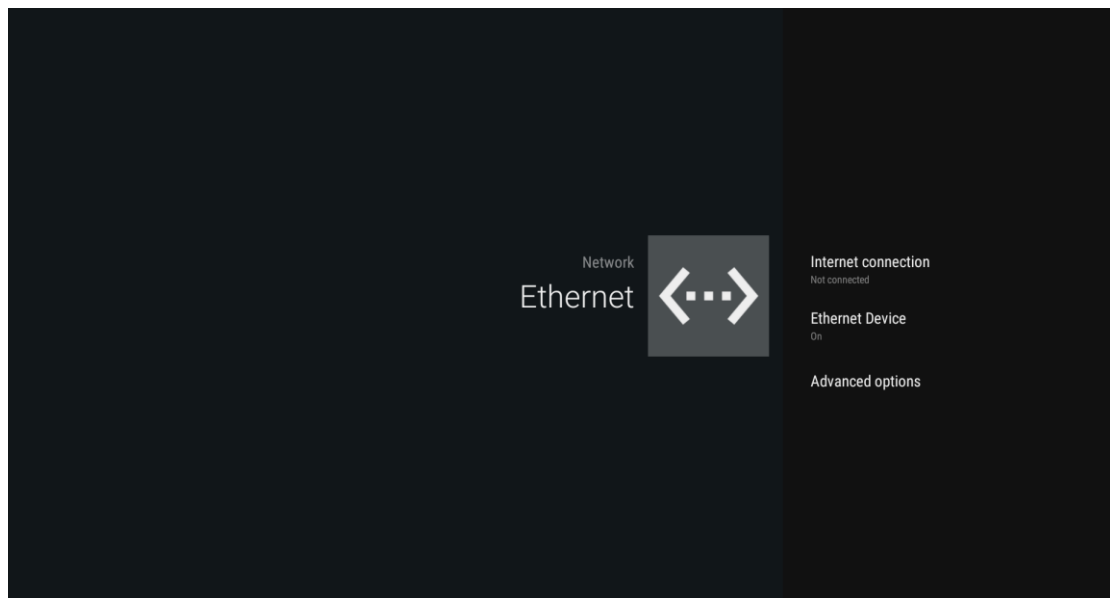 Network
Ethernet
Internet connection
Not connected
Ethernet Device
On
Advanced options